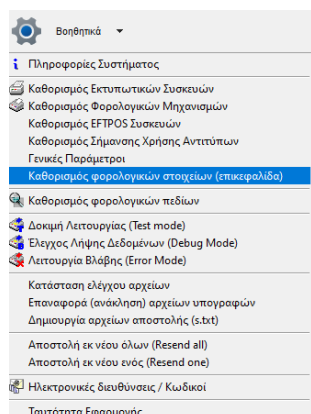 Βοηθητικά
Πληροφορίες Συστήματος
Καθορισμός Εκτυπωτικών Συσκευών
Καθορισμός Φορολογικών Μηχανισμών
Καθορισμός EFTPOS Συσκευών
Καθορισμός Σήμανσης Χρήσης Αντιτύπων
Γενικές Παράμετροι
Καθορισμός φορολογικών στοιχείων (επικεφαλίδα)
Καθορισμός φορολογικών πεδίων
Δοκιμή Λειτουργίας (Test mode)
Έλεγχος Λήψης Δεδομένων (Debug Mode)
Λειτουργία Βλάβης (Error Mode)
Κατάσταση ελέγχου αρχείων
Επαναφορά (ανάκληση) αρχείων υπογραφών
Δημιουργία αρχείων αποστολής (s.txt)
Αποστολή εκ νέου όλων (Resend all)
Αποστολή εκ νέου ενός (Resend one)
Ηλεκτρονικές διευθύνσεις / Κωδικοί
Ταυτότητα Εφαρμογής